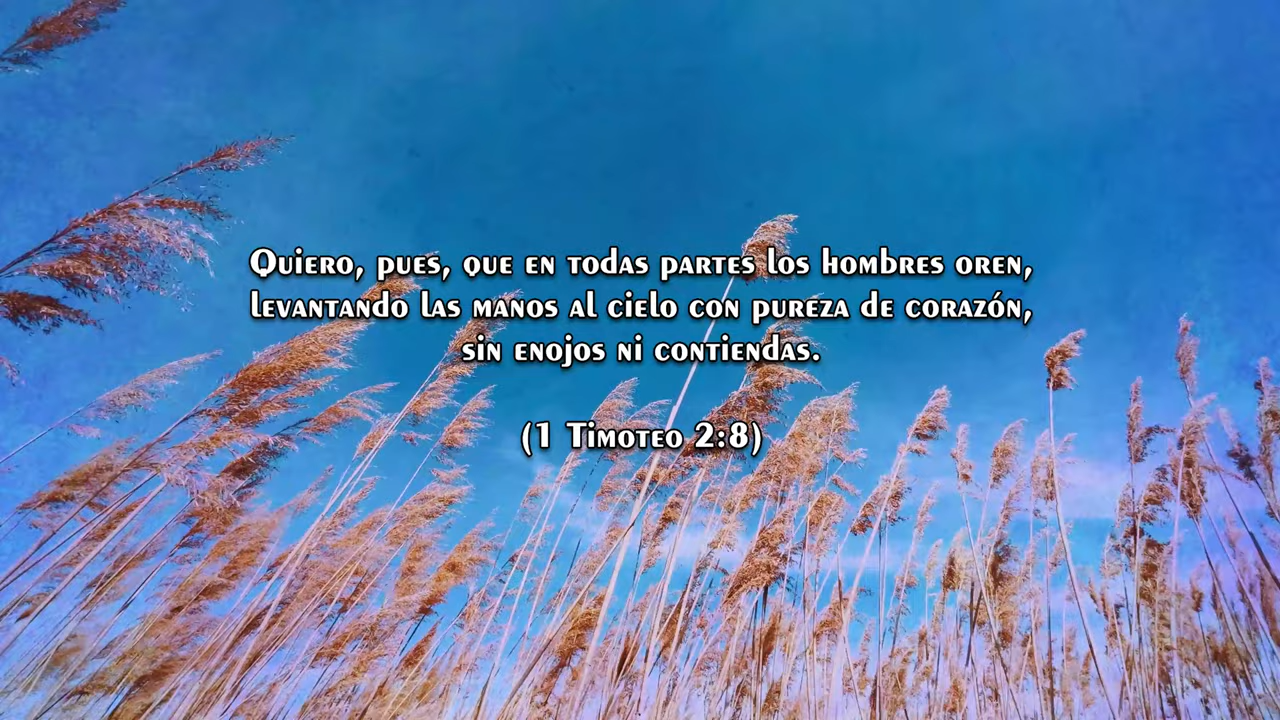 Quiero, pues, que en todas partes los hombres oren,
levantando las manos al cielo con pureza de corazón,
sin enojos ni contiendas.
(1 Timoteo 2:8)